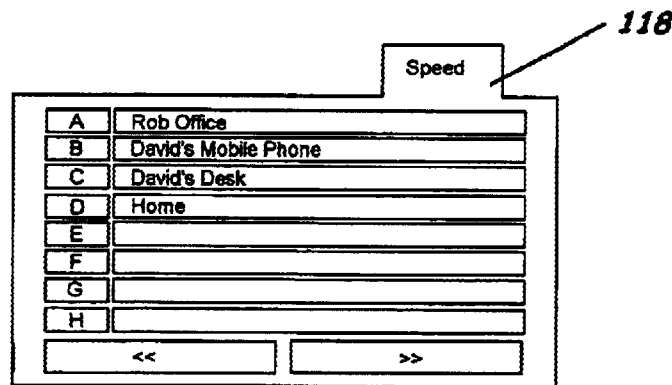 118
Speed
A Rob Office
B David's Mobile Phone
C David's Desk
D Home
E
F
G
H
<< >>